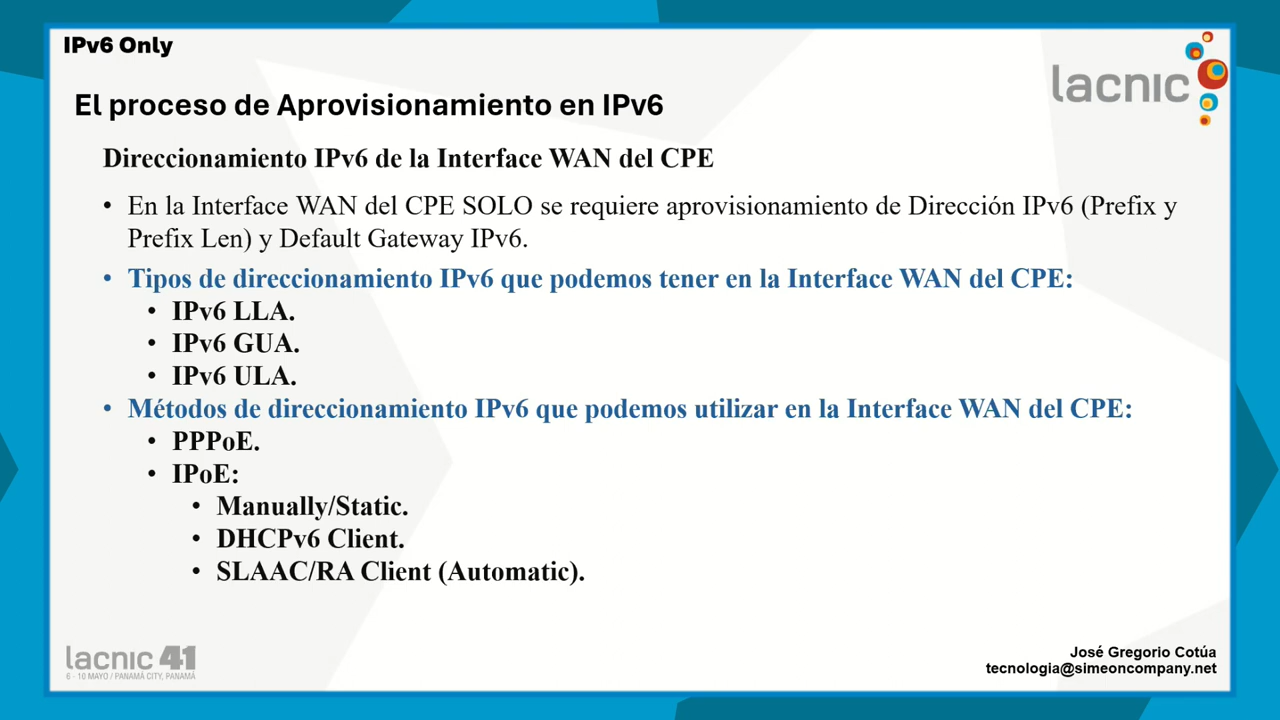 IPv6 Only
lacnic
El proceso de Aprovisionamiento en IPv6
Direccionamiento IPv6 de la Interface WAN del CPE
• En la Interface WAN del CPE SOLO se requiere aprovisionamiento de Dirección IPv6 (Prefix y
Prefix Len) y Default Gateway IPv6.
• Tipos de direccionamiento IPv6 que podemos tener en la Interface WAN del CPE:
• IPv6 LLA.
• IPv6 GUA.
• IPv6 ULA.
• Métodos de direccionamiento IPv6 que podemos utilizar en la Interface WAN del CPE:
• PPPoE.
• IPoE:
• Manually/Static.
• DHCPv6 Client.
• SLAAC/RA Client (Automatic).
lacnic 41
6 - 10 MAYO / PANAMÁ CITY, PANAMÁ
José Gregorio Cotúa
tecnologia@simeoncompany.net